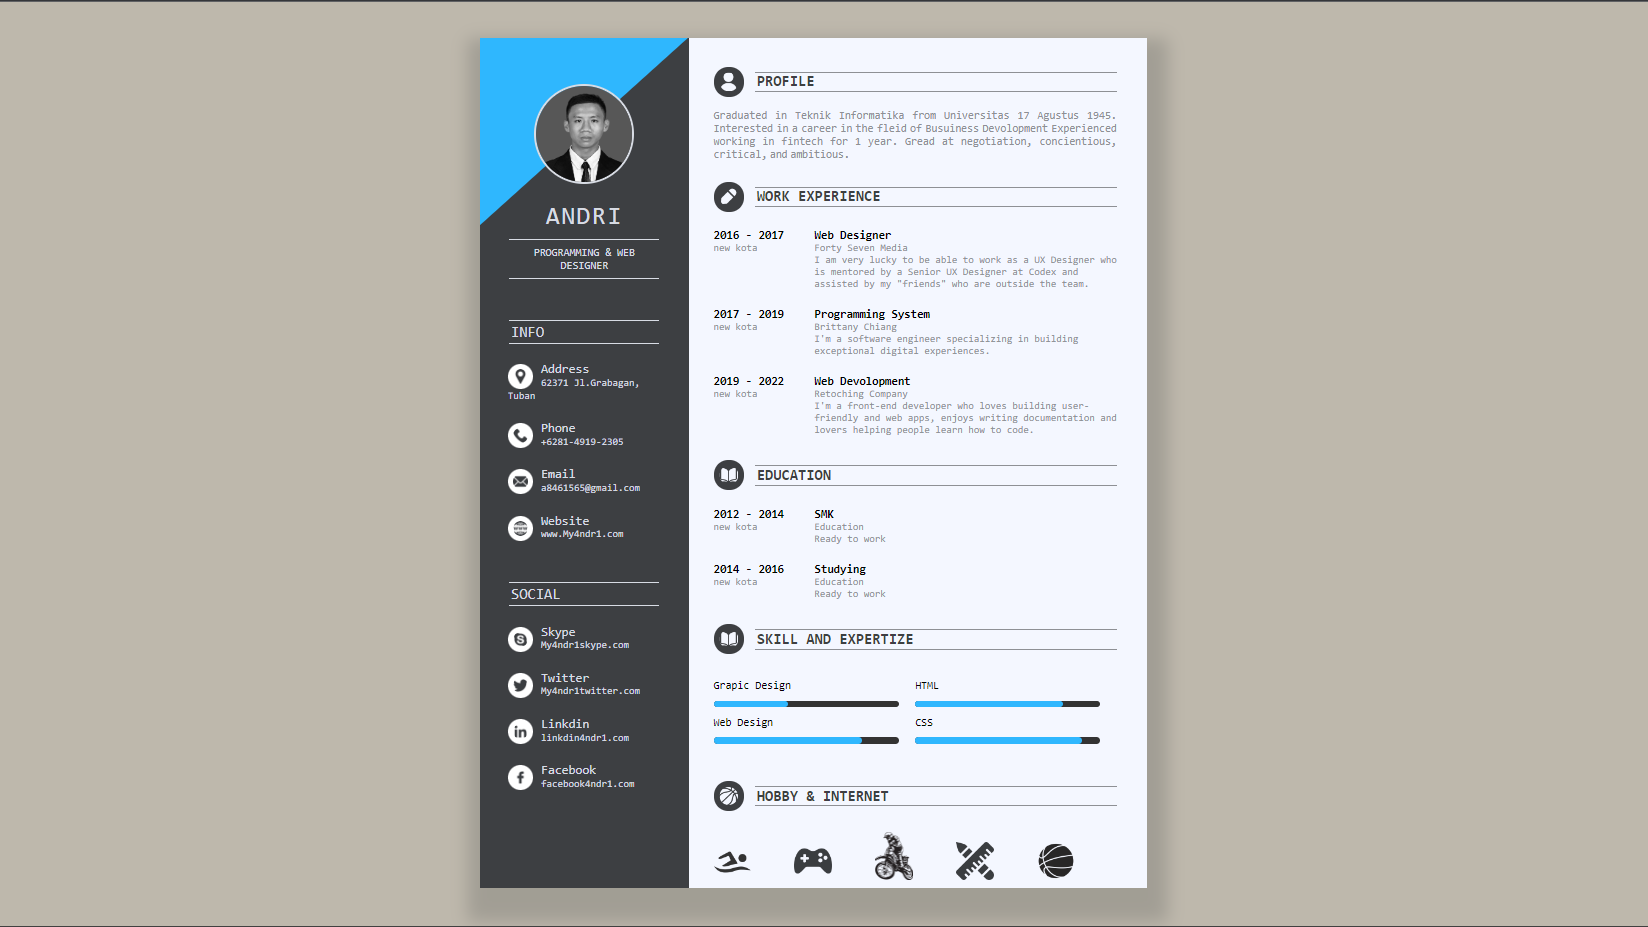 ANDRI
PROGRAMMING & WEB
DESIGNER
INFO
Address
62371 Jl.Grabagan,
Tuban
Phone
+6281-4919-2305
Email
a8461565@gmail.com
Website
www.My4ndr1.com
SOCIAL
Skype
My4ndr1skype.com
Twitter
My4ndr1twitter.com
Linkdin
linkdin4ndr1.com
Facebook
facebook4ndr1.com
PROFILE
Graduated in Teknik Informatika from Universitas 17 Agustus 1945.
Interested in a career in the fleid of Busuiness Devolopment Experienced
working in fintech for 1 year. Gread at negotiation, concientious,
critical, and ambitious.
WORK EXPERIENCE
2016 - 2017
new kota
Web Designer
Forty Seven Media
I am very lucky to be able to work as a UX Designer who
is mentored by a Senior UX Designer at Codex and
assisted by my "friends" who are outside the team.
2017 - 2019
new kota
Programming System
Brittany Chiang
I'm a software engineer specializing in building
exceptional digital experiences.
2019 - 2022
new kota
Web Devolopment
Retoching Company
I'm a front-end developer who loves building user-
friendly and web apps, enjoys writing documentation and
lovers helping people learn how to code.
EDUCATION
2012 - 2014
new kota
SMK
Education
Ready to work
2014 - 2016
new kota
Studying
Education
Ready to work
SKILL AND EXPERTIZE
Grapic Design
HTML
Web Design
CSS
HOBBY & INTERNET